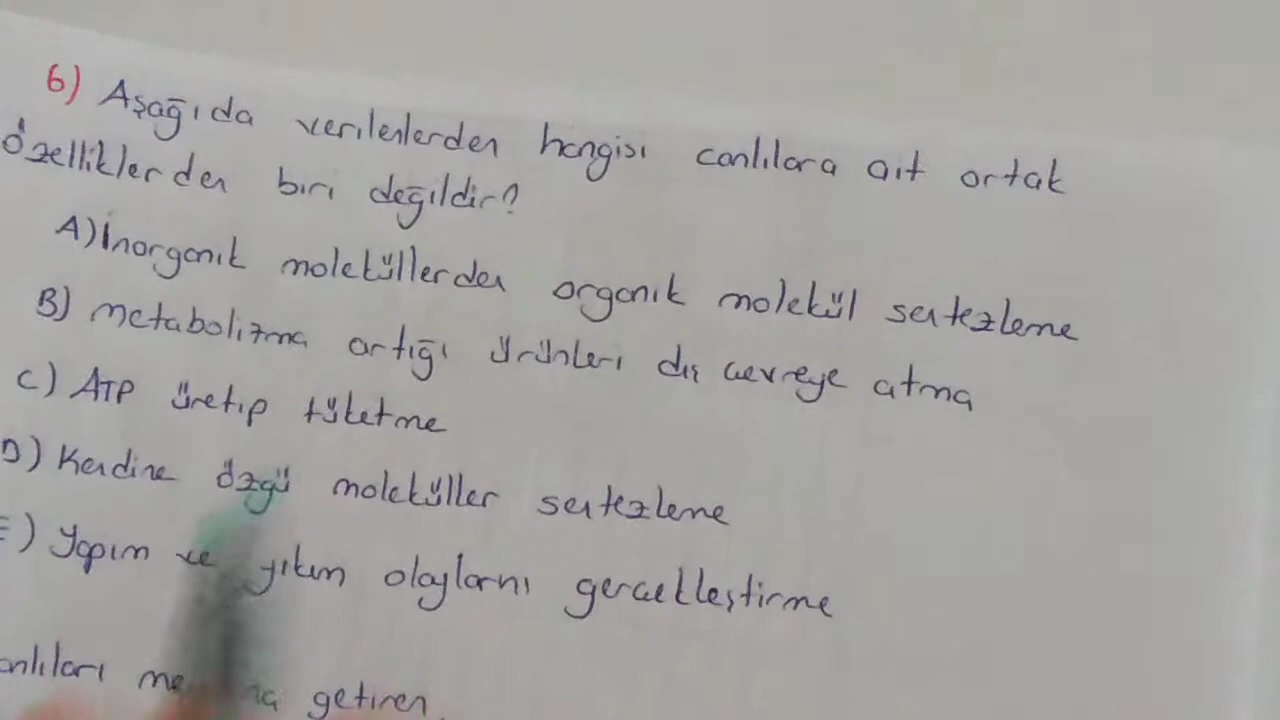 6) Aşağıda verilenlerden hangisi canlılara ait ortak
özelliklerden biri değildir?
A) İnorganik moleküllerden organik molekül sentezleme
B) metabolizma artığı ürünleri dış çevreye atma
C) ATP üretip tüketme
D) Kendine özgü moleküller sentezleme
E) Yapım ve yıkım olaylarnı gerçekleştirme
getiren